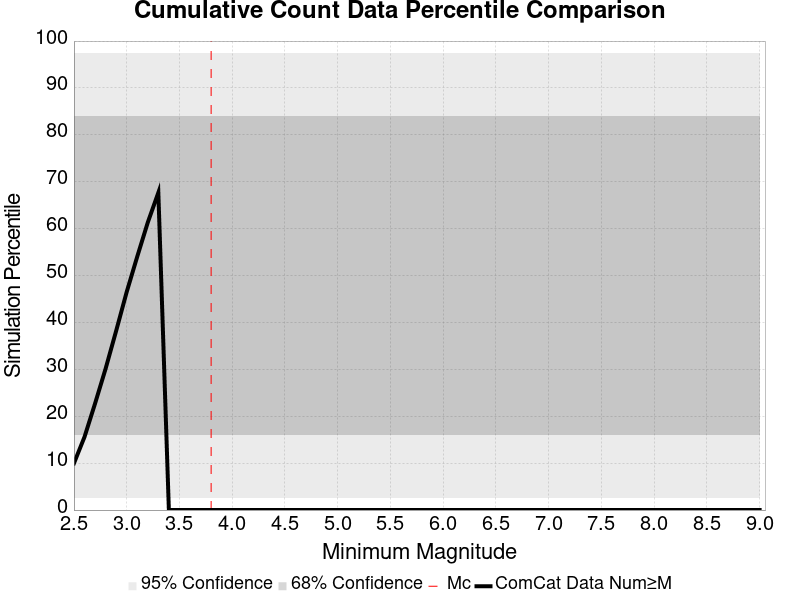 Cumulative Count Data Percentile Comparison
100
90
80
70
60
50
40
30
20
10
0
Simulation Percentile
2.5 3.0 3.5 4.0 4.5 5.0 5.5 6.0 6.5 7.0 7.5 8.0 8.5 9.0
Minimum Magnitude
95% Confidence 68% Confidence Mc ComCat Data Num≥M